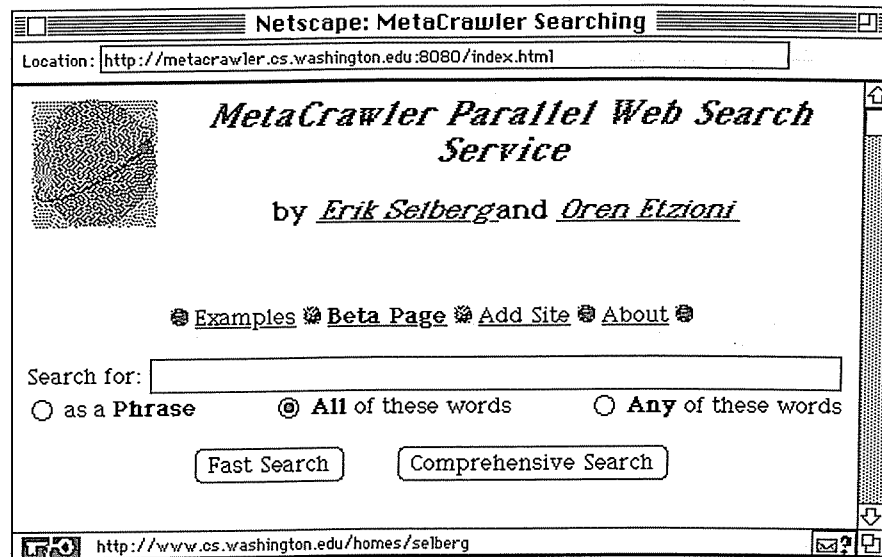 Netscape: MetaCrawler Searching
Location: http://metacrawler.cs.washington.edu:8080/index.html
MetaCrawler Parallel Web Search
Service
by Erik Selberg and Oren Etzioni
Examples Beta Page Add Site About
Search for:
as a Phrase All of these words Any of these words
Fast Search Comprehensive Search
http://www.cs.washington.edu/homes/selberg
?